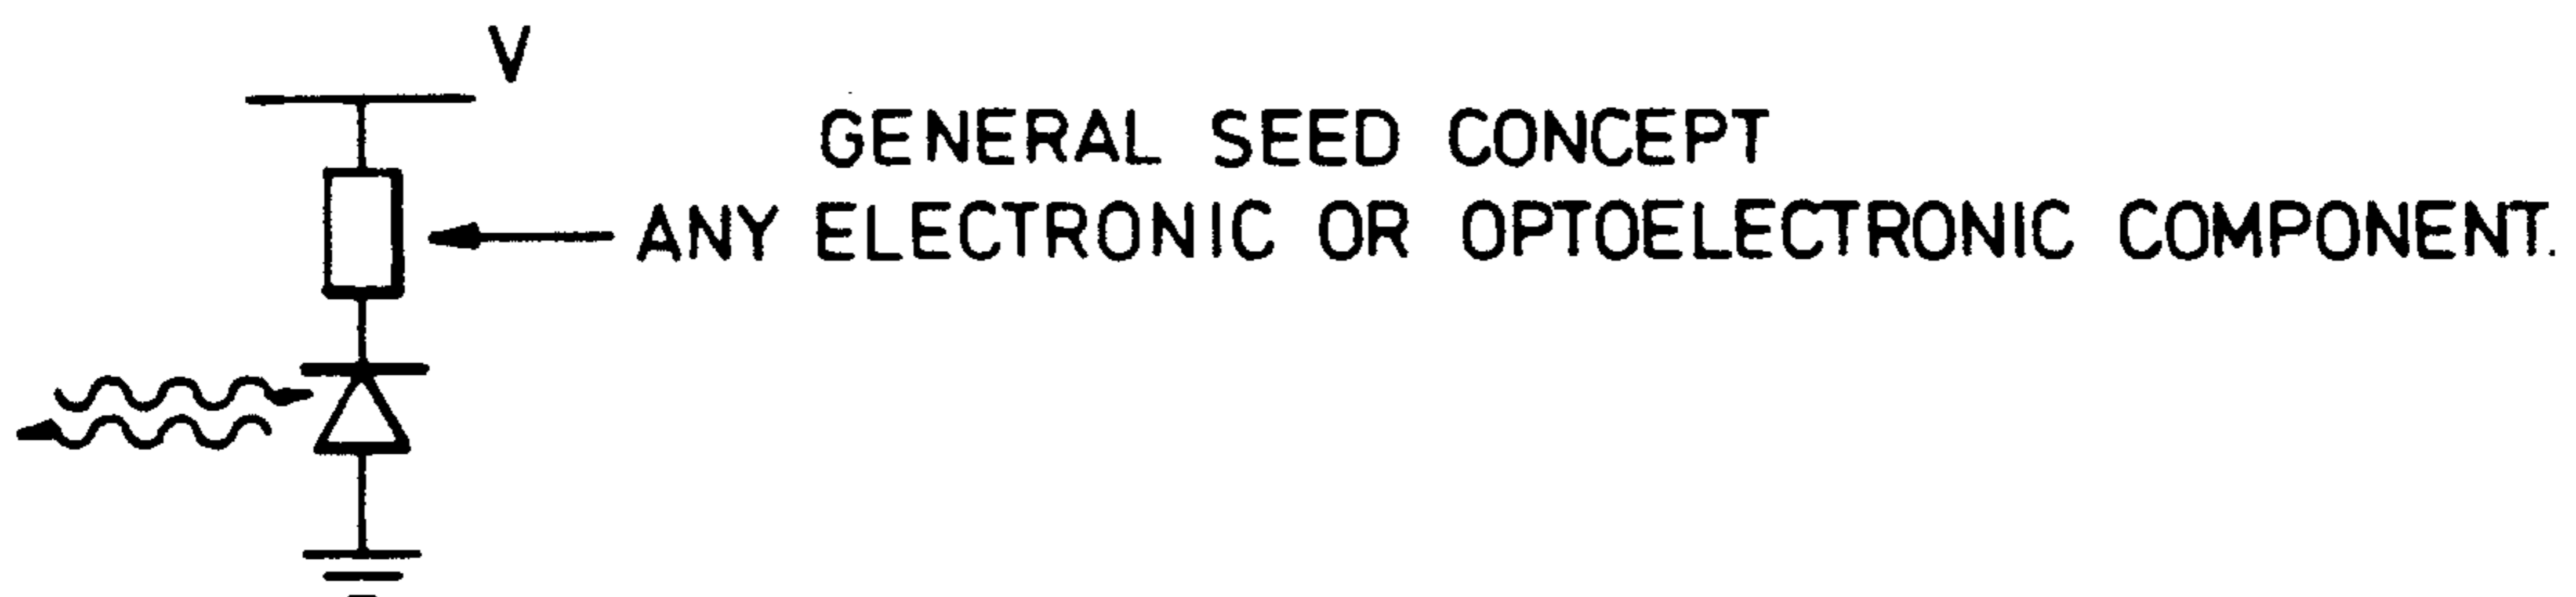 V
GENERAL SEED CONCEPT
ANY ELECTRONIC OR OPTOELECTRONIC COMPONENT.